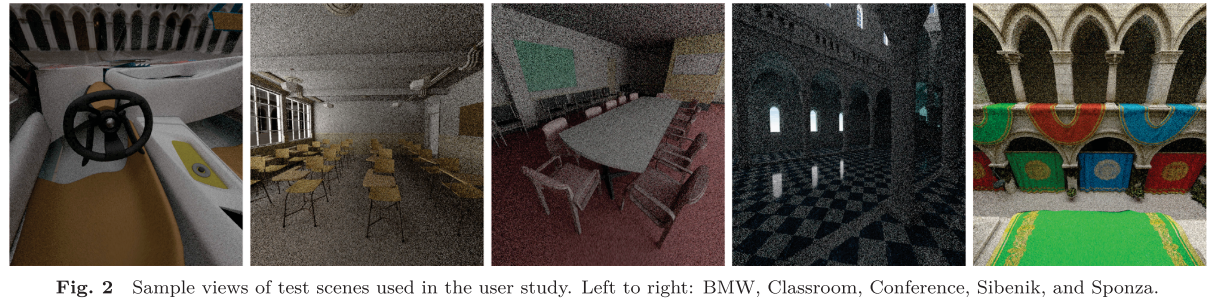 Fig. 2 Sample views of test scenes used in the user study. Left to right: BMW, Classroom, Conference, Sibenik, and Sponza.